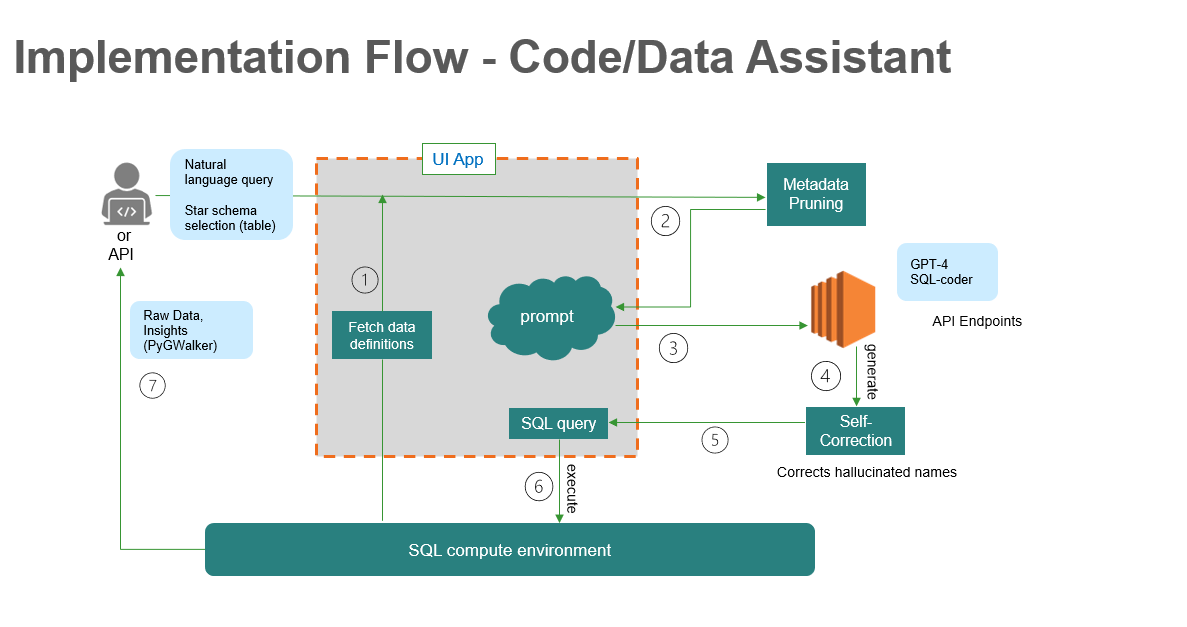 Implementation Flow - Code/Data Assistant
UI App
Natural
language query
Star schema
selection (table)
or
API
Metadata
Pruning
2
1
GPT-4
SQL-coder
API Endpoints
Raw Data,
Insights
(PyGWalker)
7
Fetch data
definitions
prompt
3
generate
4
Self-
Correction
Corrects hallucinated names
SQL query
5
6
execute
SQL compute environment